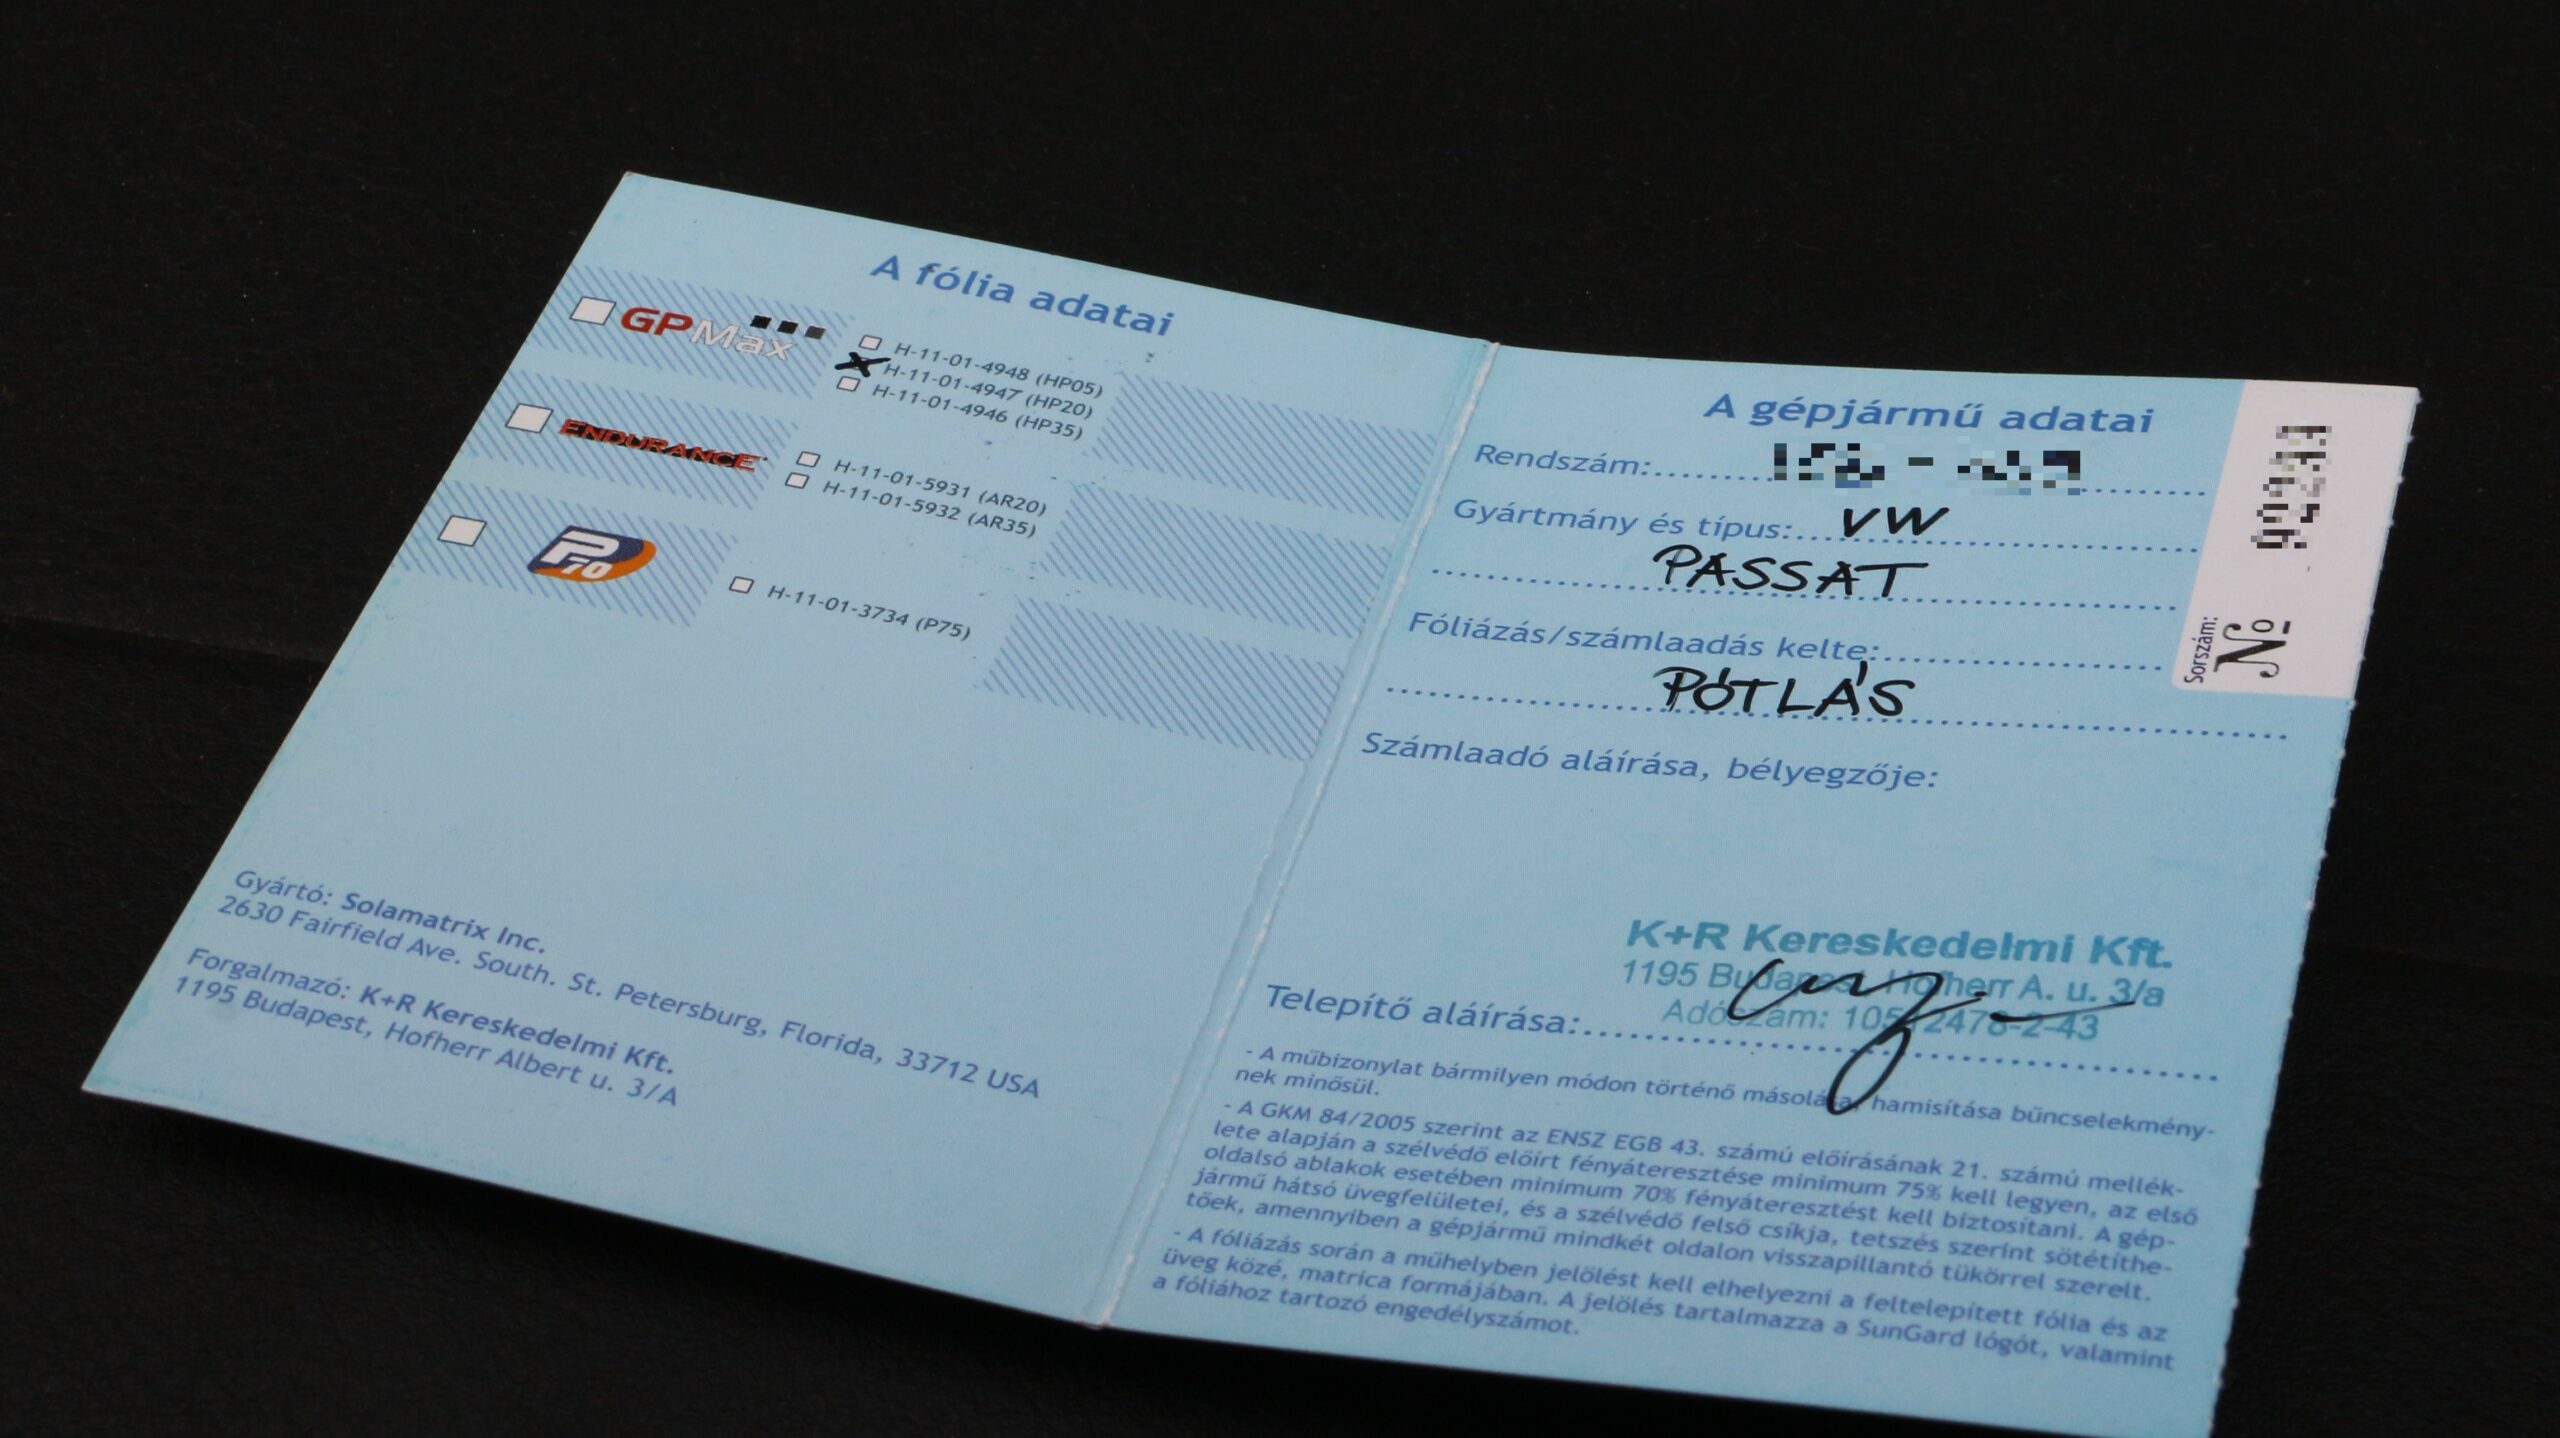 A fólia adatai
GPMax
H-11-01-4948 (HP05)
H-11-01-4947 (HP20)
H-11-01-4946 (HP35)
ENDURANCE
H-11-01-5931 (AR20)
H-11-01-5932 (AR35)
P70
H-11-01-3734 (P75)
Gyártó: Solamatrix Inc.
2630 Fairfield Ave. South. St. Petersburg, Florida, 33712 USA
Forgalmazó: K+R Kereskedelmi Kft.
1195 Budapest, Hofherr Albert u. 3/A
A gépjármű adatai
Rendszám:
Gyártmány és típus: VW
PASSAT
Fóliázás/számlaadás kelte:
PÓTLÁS
Számlaadó aláírása, bélyegzője:
K+R Kereskedelmi Kft.
1195 Budapest, Hofherr A. u. 3/a
Adószám:
Telepítő aláírása:
Sorszám:
No
- A műbizonylat bármilyen módon történő másolása, hamisítása bűncselekmény-
nek minősül.
- A GKM 84/2005 szerint az ENSZ EGB 43. számú előírásának 21. számú mellék-
lete alapján a szélvédő előírt fényáteresztése minimum 75% kell legyen, az első
oldalsó ablakok esetében minimum 70% fényáteresztést kell biztosítani. A gép-
jármű hátsó üvegfelületei, és a szélvédő felső csíkja, tetszés szerint sötétíthe-
tőek, amennyiben a gépjármű mindkét oldalon visszapillantó tükörrel szerelt.
- A fóliázás során a műhelyben jelölést kell elhelyezni a feltelepített fólia és az
üveg közé, matrica formájában. A jelölés tartalmazza a SunGard lógót, valamint
a fóliához tartozó engedélyszámot.